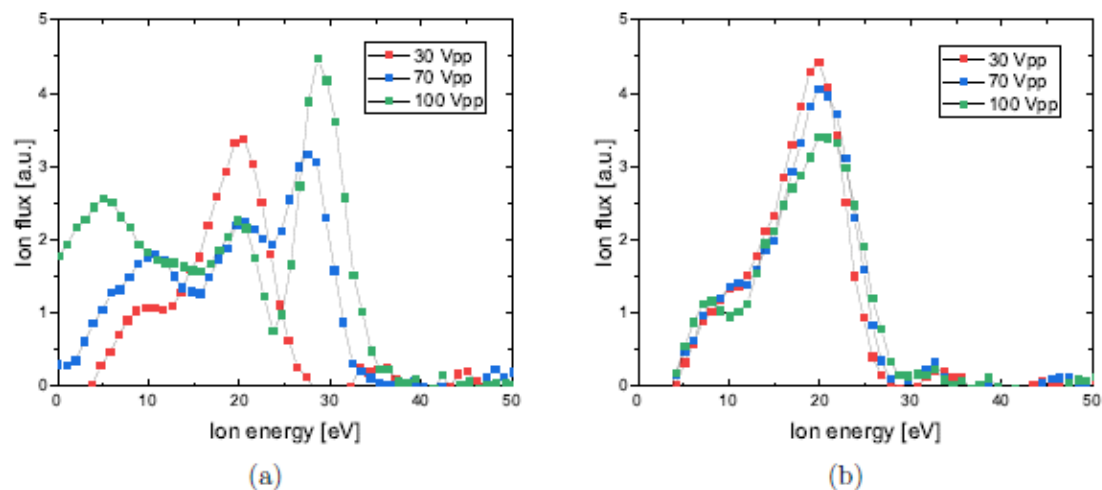 5
4
3
2
1
0
Ion flux [a.u.]
30 Vpp
70 Vpp
100 Vpp
0 10 20 30 40 50
Ion energy [eV]
(a)
5
4
3
2
1
0
Ion flux [a.u.]
30 Vpp
70 Vpp
100 Vpp
0 10 20 30 40 50
Ion energy [eV]
(b)